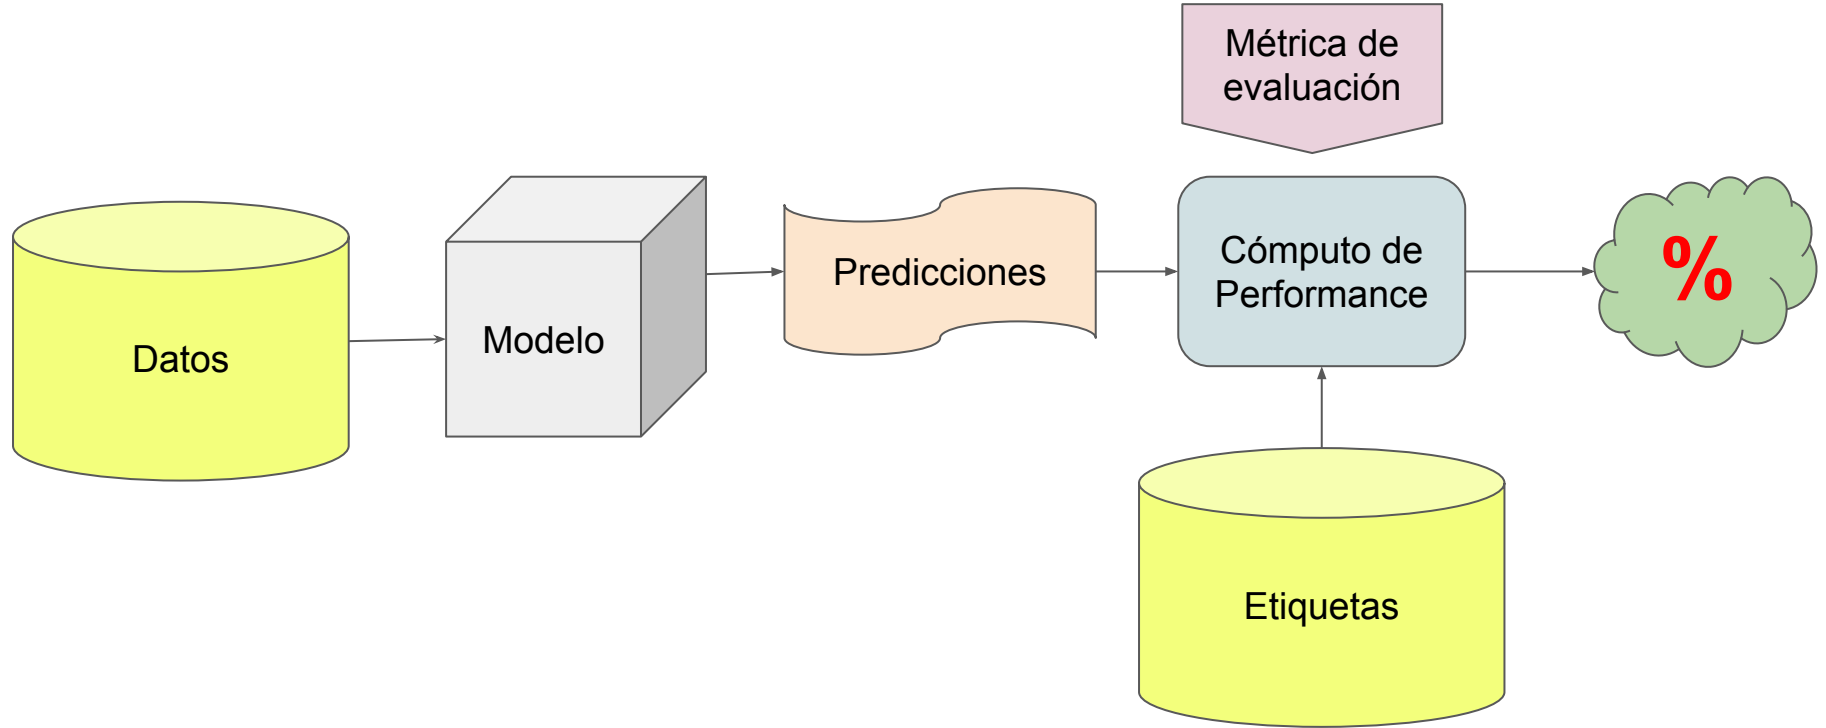 Métrica de
evaluación
Datos
Modelo
Predicciones
Cómputo de
Performance
%
Etiquetas